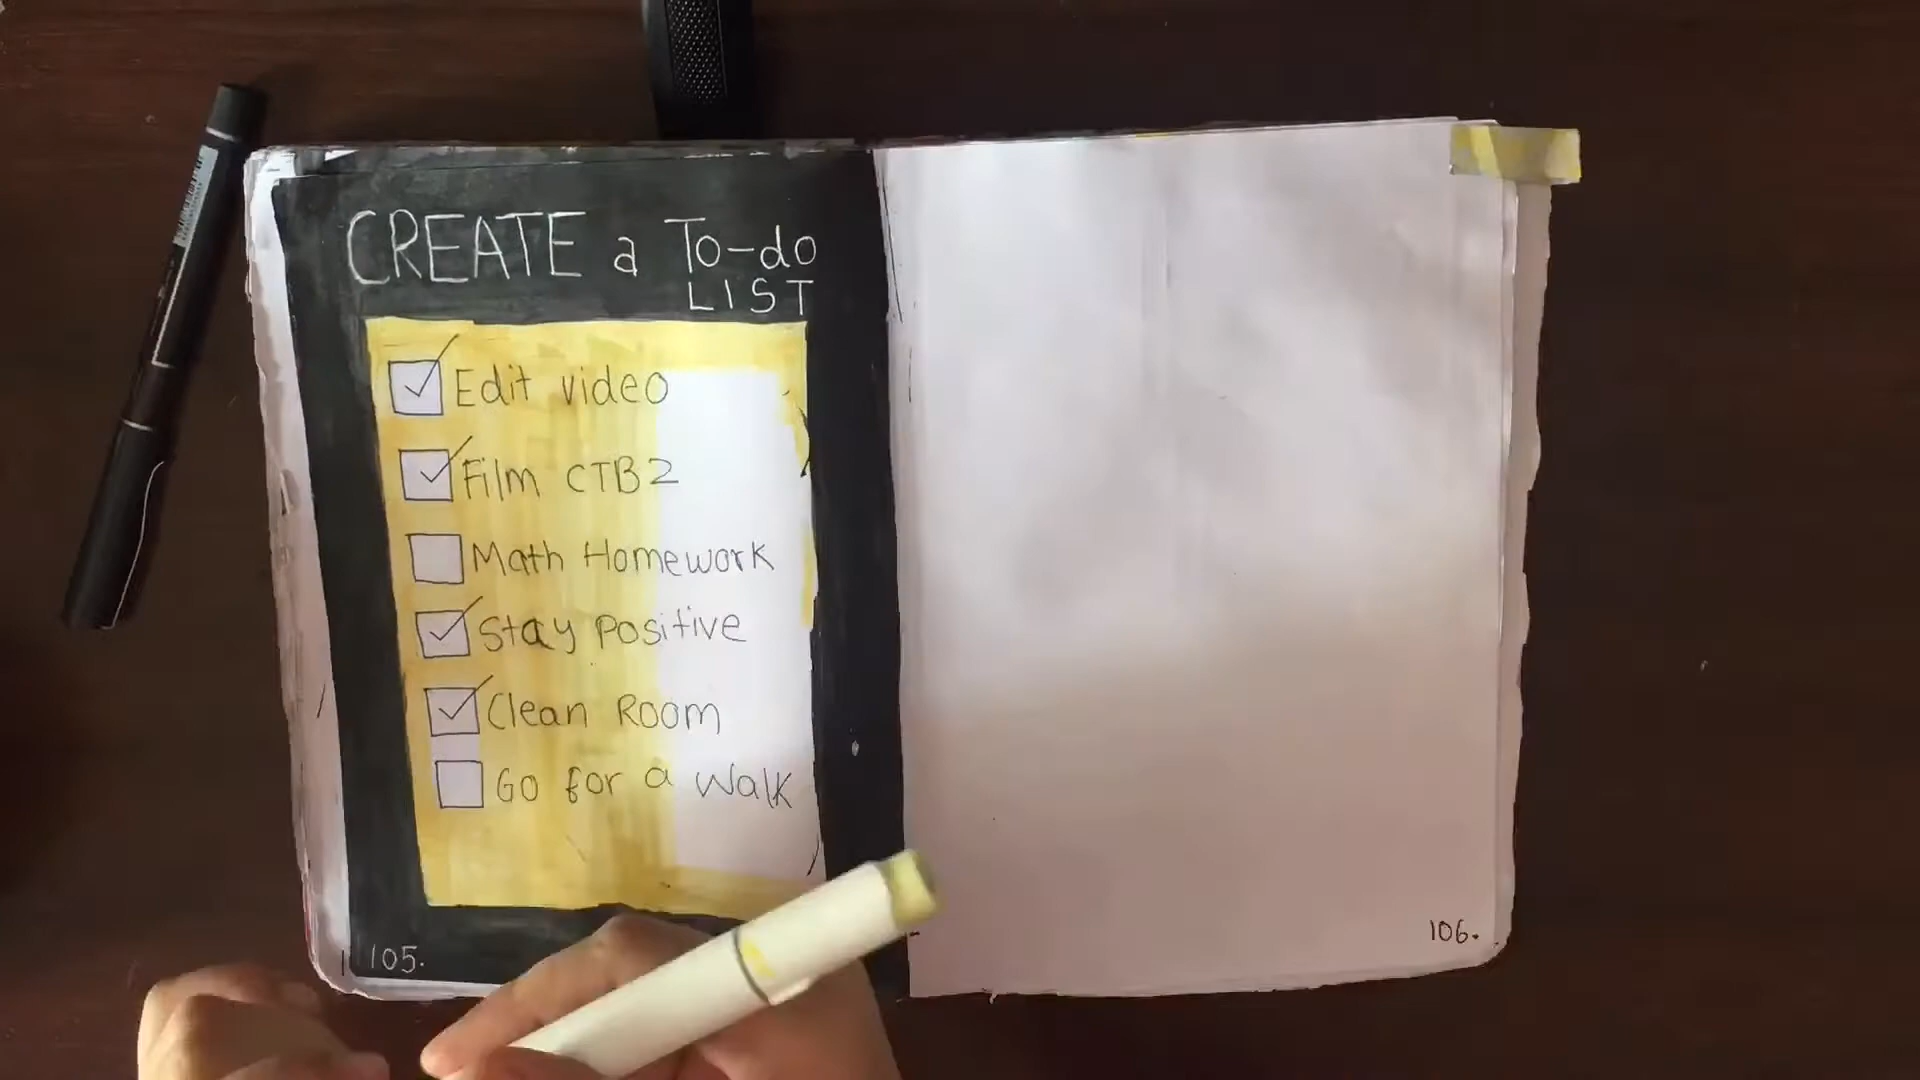 CREATE a To-do
LIST
Edit video
Film CTB2
Math Homework
Stay Positive
Clean Room
Go for a Walk
105.
106.